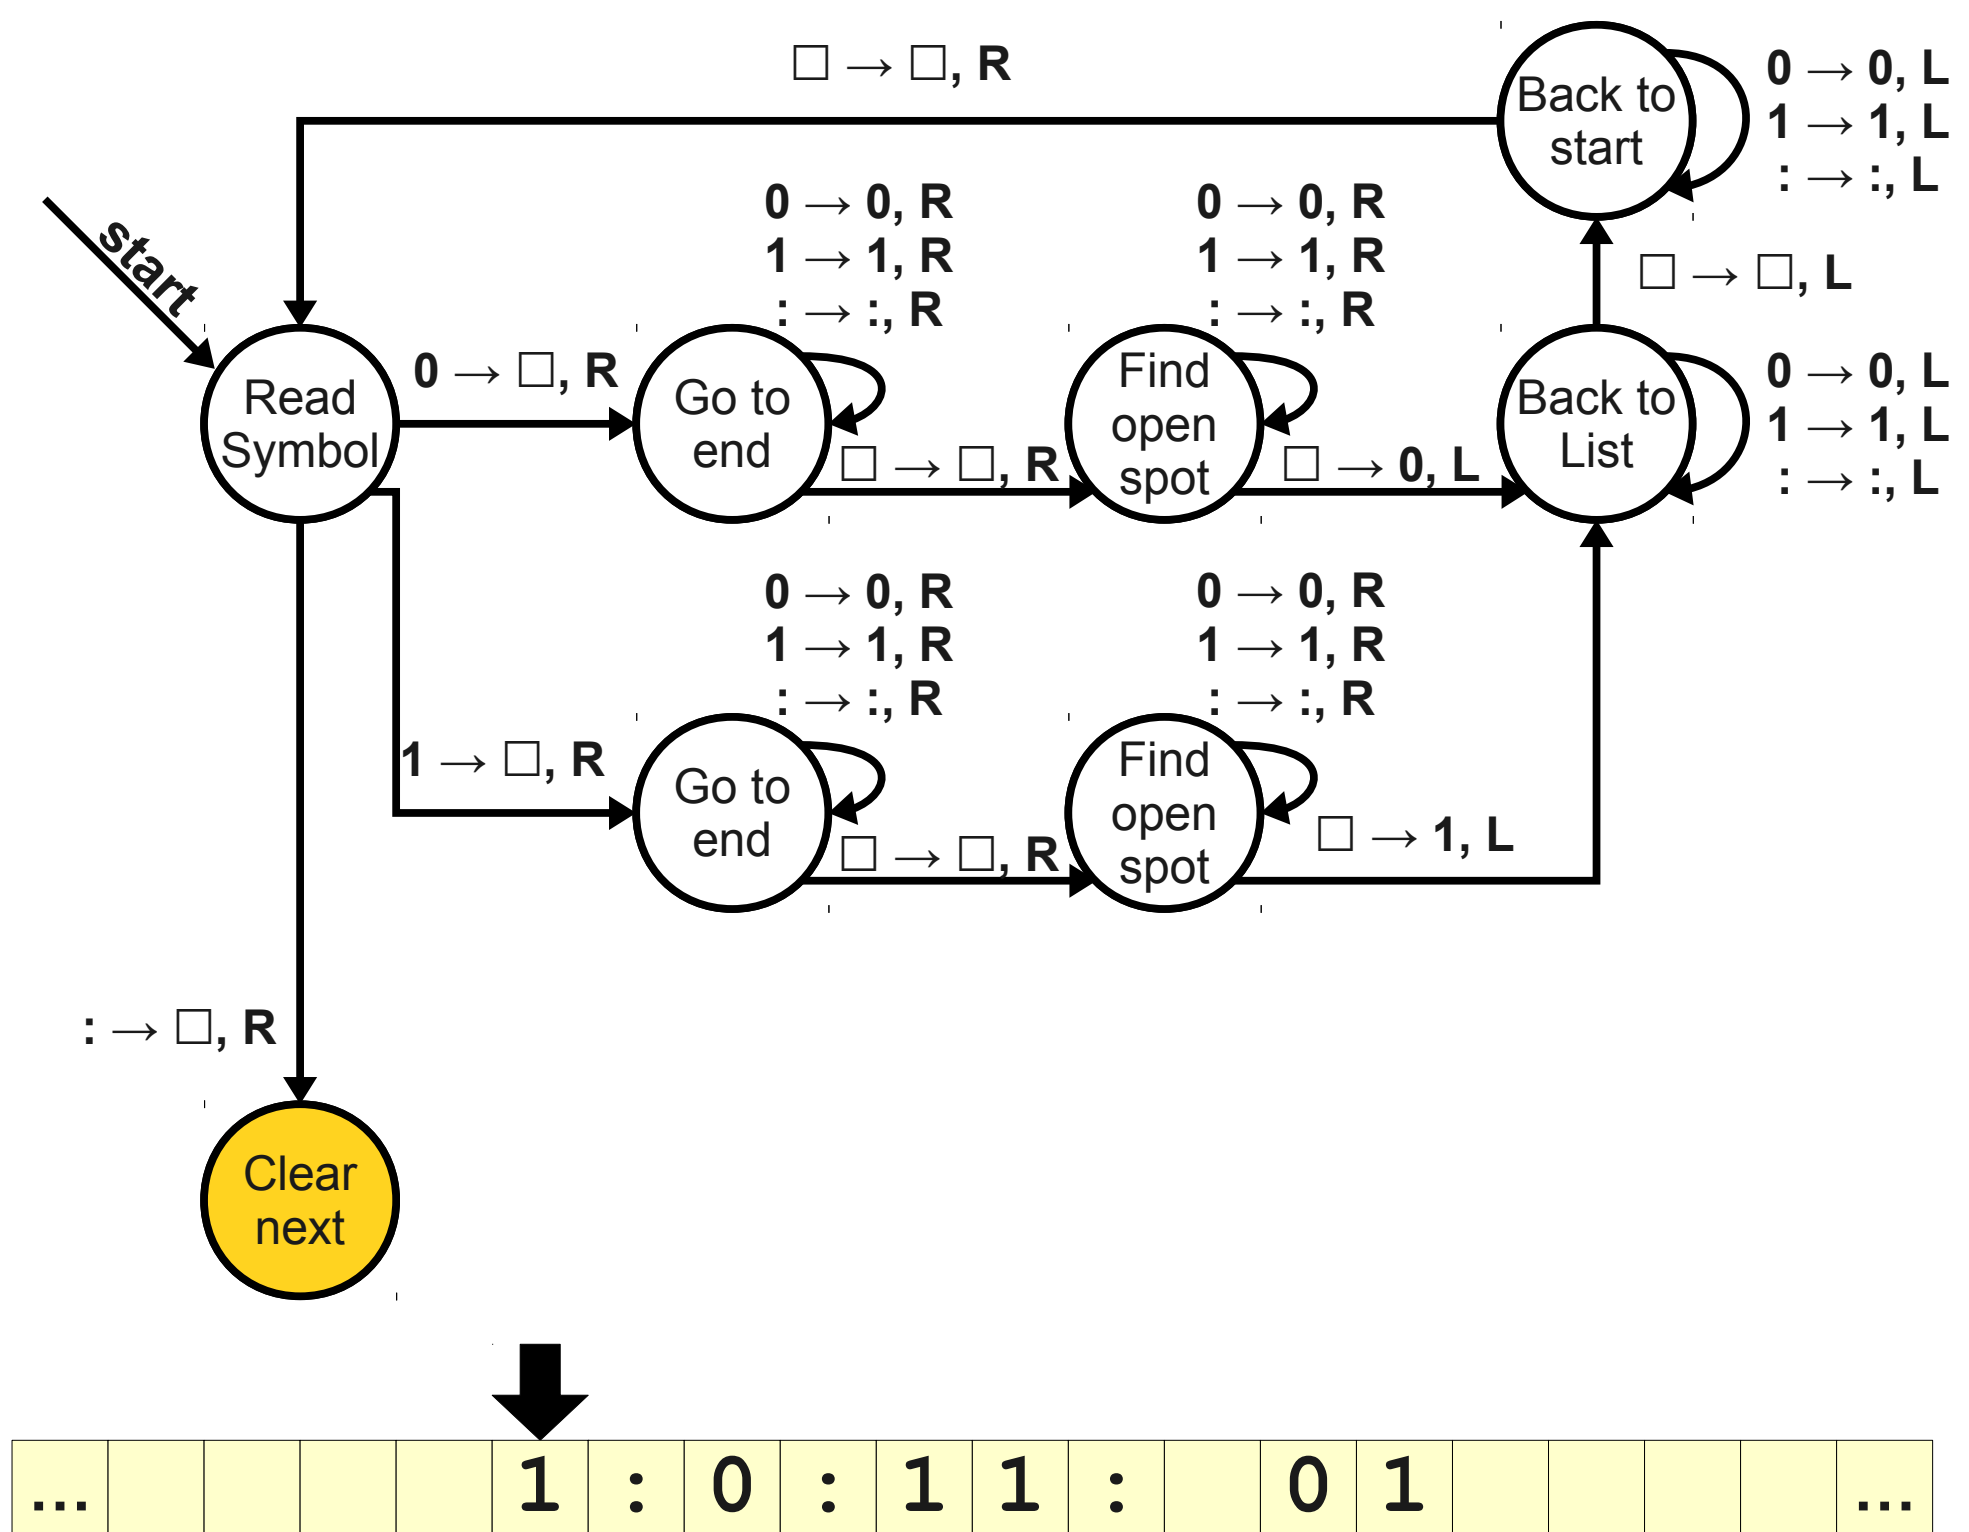 □ → □, R
Back to
start
0 → 0, L
1 → 1, L
: → :, L
start
0 → 0, R
1 → 1, R
: → :, R
0 → 0, R
1 → 1, R
: → :, R
□ → □, L
Read
Symbol
0 → □, R
Go to
end
□ → □, R
Find
open
spot
□ → 0, L
Back to
List
0 → 0, L
1 → 1, L
: → :, L
0 → 0, R
1 → 1, R
: → :, R
0 → 0, R
1 → 1, R
: → :, R
1 → □, R
Go to
end
□ → □, R
Find
open
spot
□ → 1, L
: → □, R
Clear
next
... 1 : 0 : 1 1 : 0 1 ...